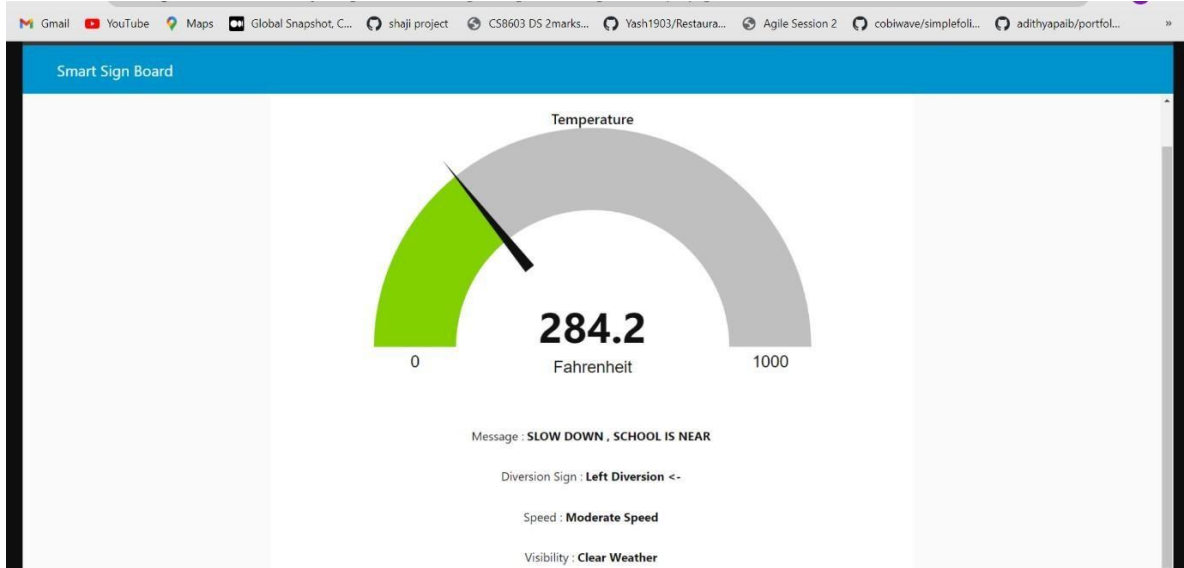 Gmail YouTube Maps Global Snapshot, C... shaji project CS8603 DS 2marks... Yash1903/Restaura... Agile Session 2 cobiwave/simplefoli... adithyapaib/portfol... »
Smart Sign Board
Temperature
284.2
0 Fahrenheit 1000
Message : SLOW DOWN , SCHOOL IS NEAR
Diversion Sign : Left Diversion <-
Speed : Moderate Speed
Visibility : Clear Weather